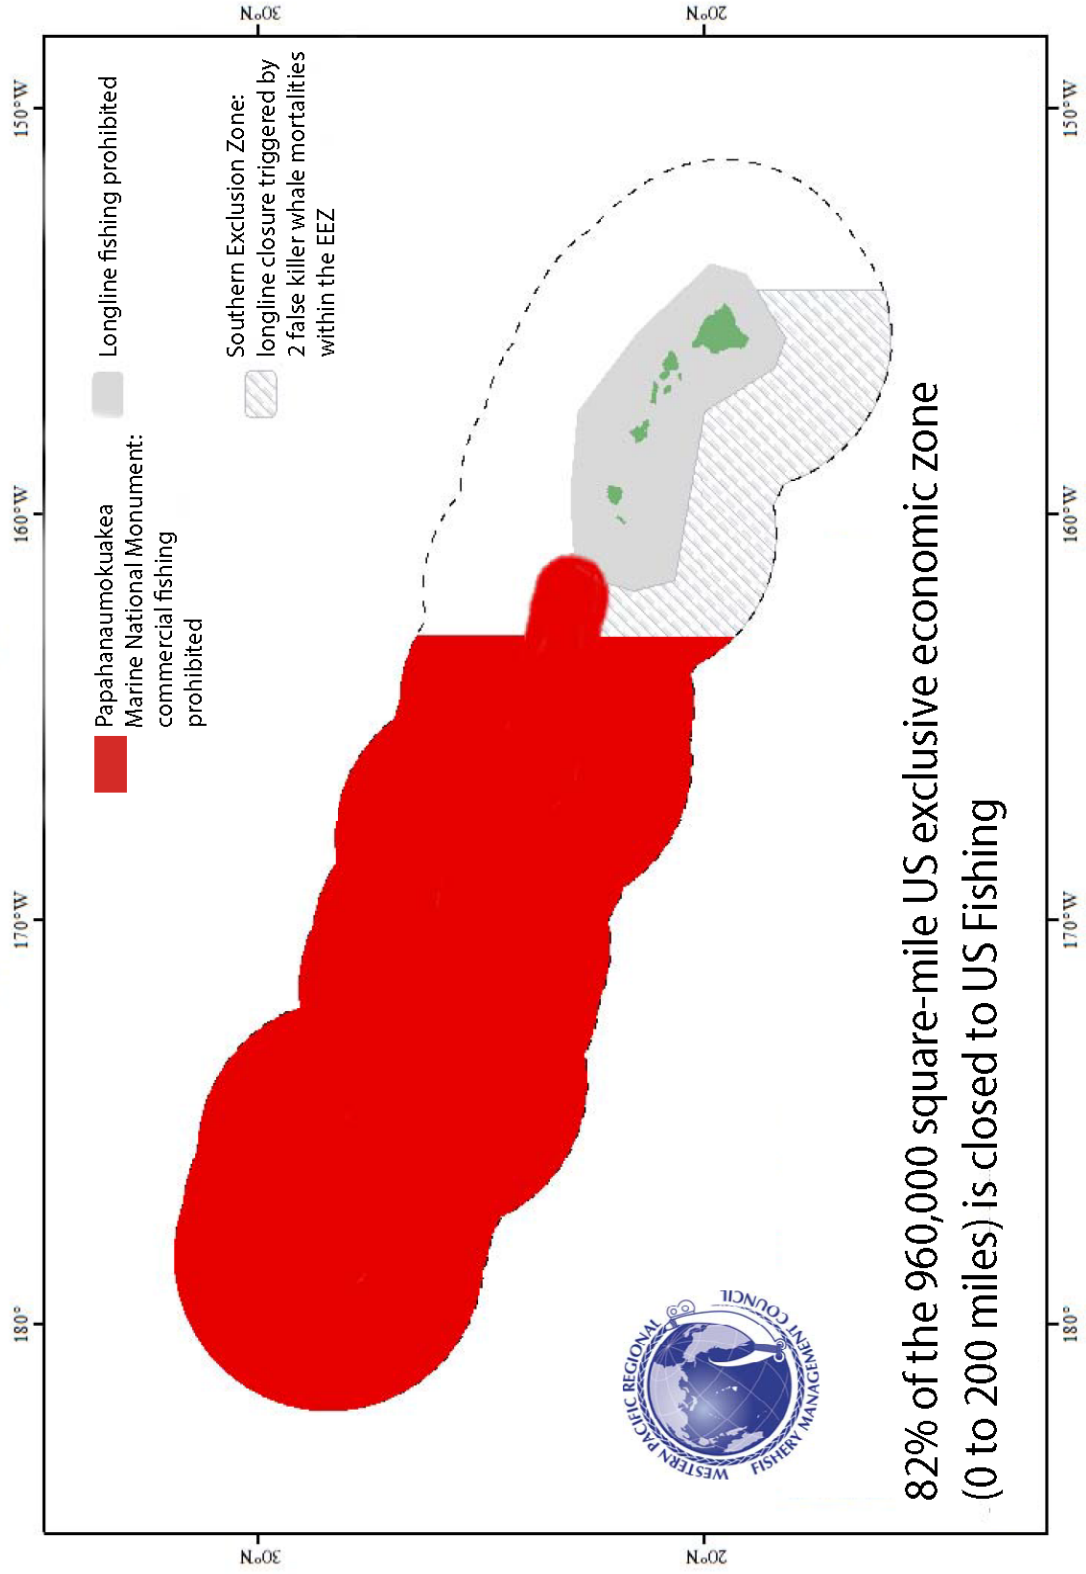 150°W
160°W
170°W
180°
30°N
20°N
Papahanaumokuakea
Marine National Monument:
commercial fishing
prohibited
Longline fishing prohibited
Southern Exclusion Zone:
longline closure triggered by
2 false killer whale mortalities
within the EEZ
30°N
20°N
WESTERN PACIFIC REGIONAL
FISHERY MANAGEMENT COUNCIL
82% of the 960,000 square-mile US exclusive economic zone
(0 to 200 miles) is closed to US Fishing
180°
170°W
160°W
150°W